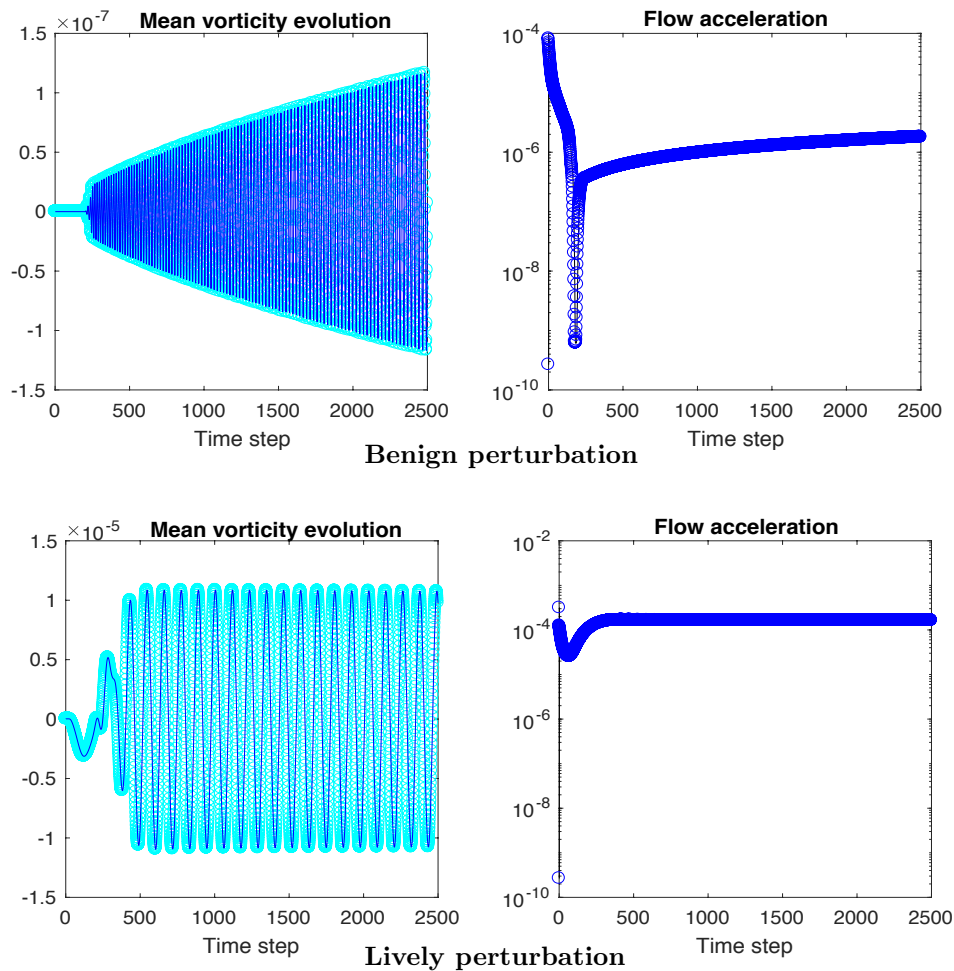 Mean vorticity evolution
×10^-7
1.5
1
0.5
0
-0.5
-1
-1.5
0 500 1000 1500 2000 2500
Time step
Flow acceleration
10^-4
10^-6
10^-8
10^-10
0 500 1000 1500 2000 2500
Time step
Benign perturbation
Mean vorticity evolution
×10^-5
1.5
1
0.5
0
-0.5
-1
-1.5
0 500 1000 1500 2000 2500
Time step
Flow acceleration
10^-2
10^-4
10^-6
10^-8
10^-10
0 500 1000 1500 2000 2500
Time step
Lively perturbation